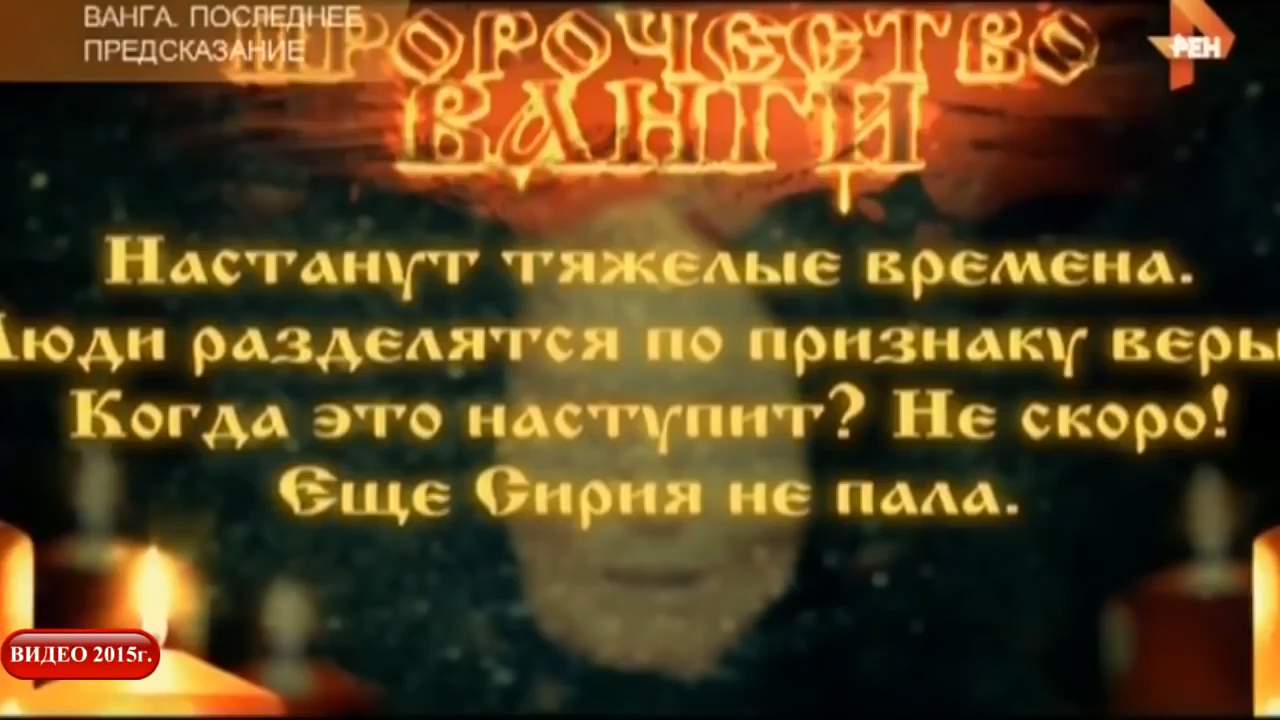 ВАНГА. ПОСЛЕДНЕЕ
ПРЕДСКАЗАНИЕ
ПРОРОЧЕСТВО
ВАНГИ
РЕН
Настанут тяжелые времена.
Люди разделятся по признаку веры
Когда это наступит? Не скоро!
Еще Сирия не пала.
ВИДЕО 2015г.